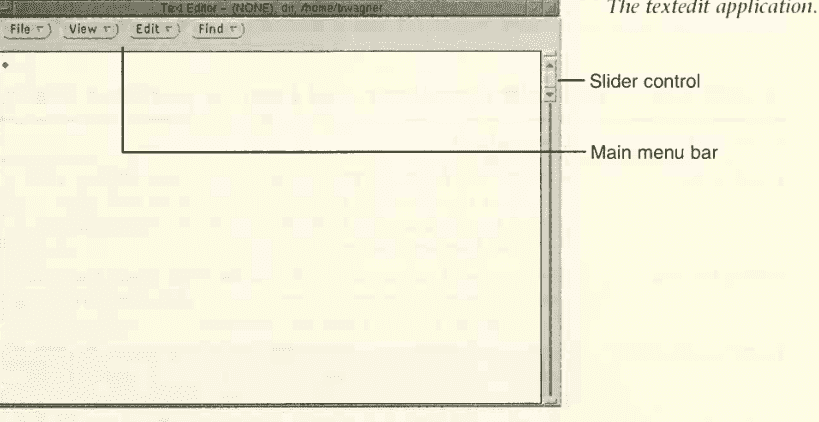 The textedit application.
Text Editor – (NONE), dir, /home/bwagner
File View Edit Find
Slider control
Main menu bar